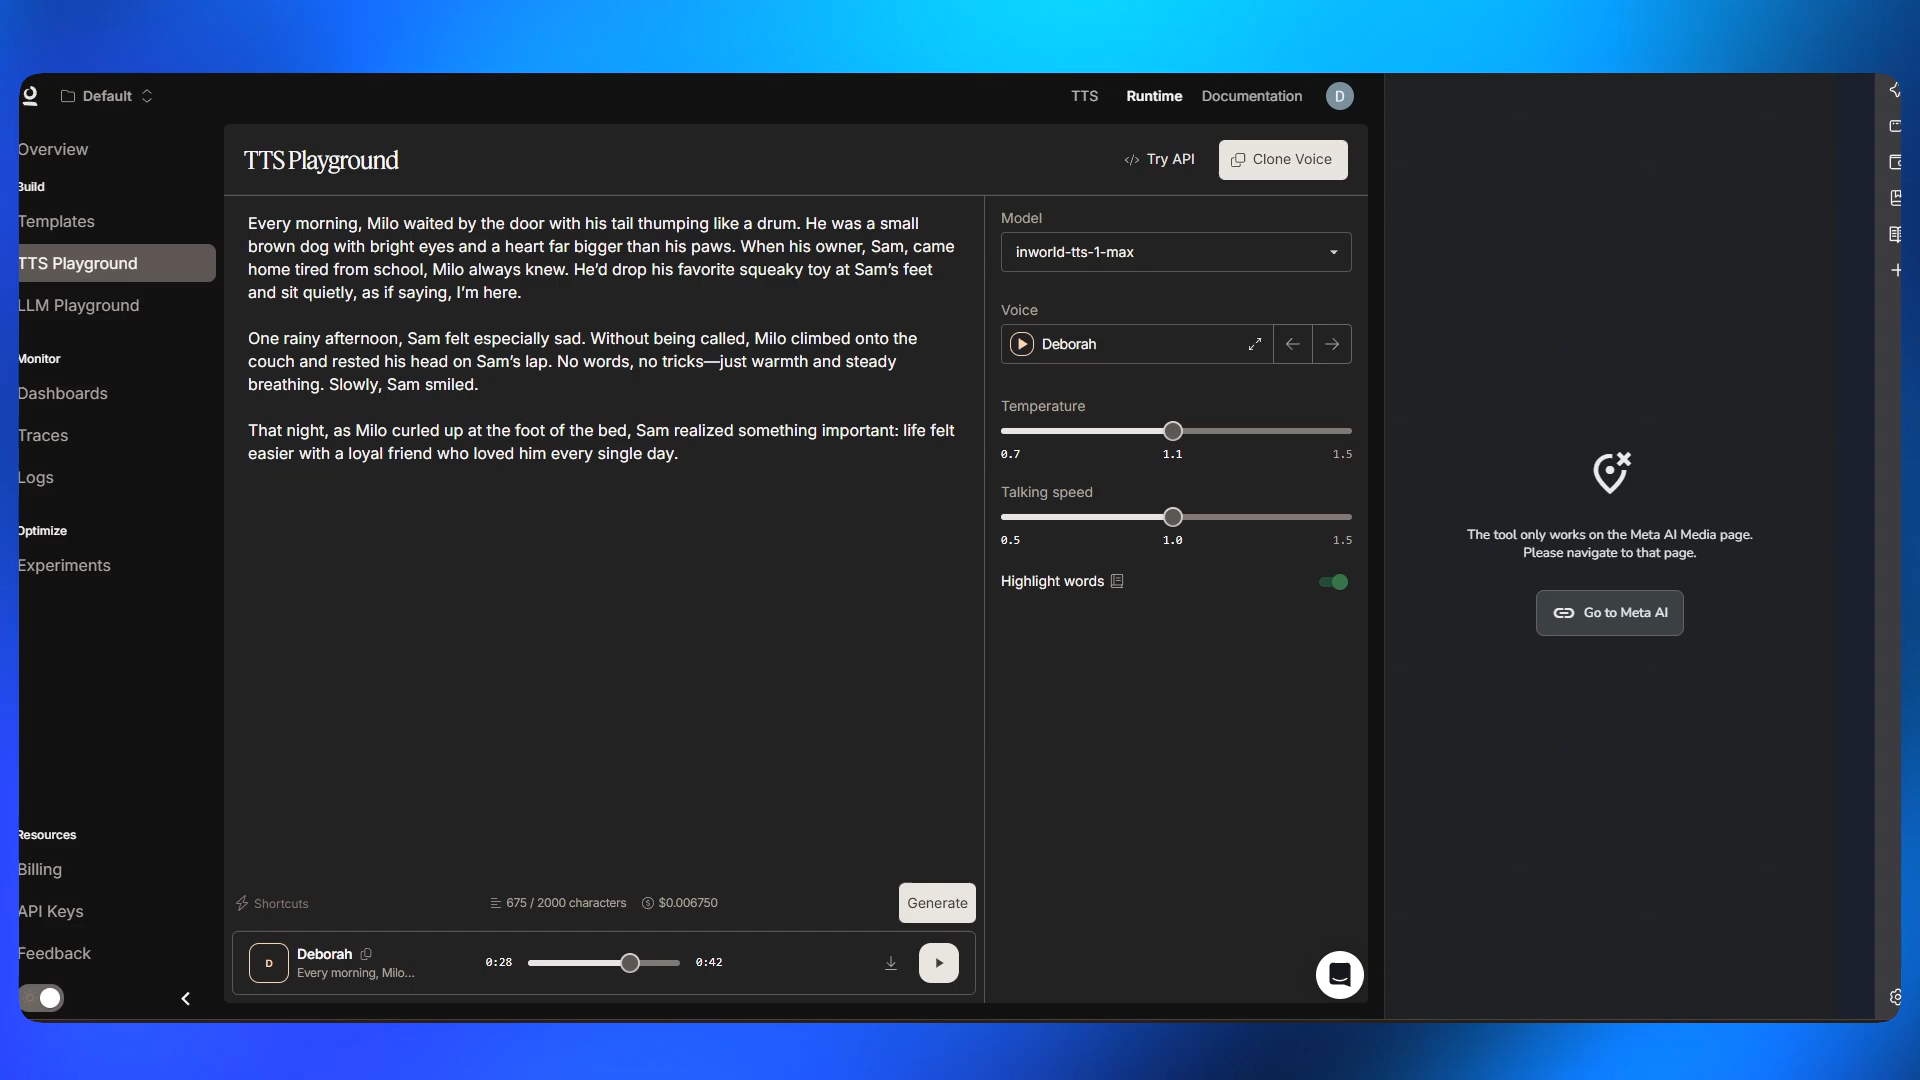 Default
TTS
Runtime
Documentation
D
Overview
Build
Templates
TTS Playground
LLM Playground
Monitor
Dashboards
Traces
Logs
Optimize
Experiments
Resources
Billing
API Keys
Feedback
TTS Playground
Try API
Clone Voice
Every morning, Milo waited by the door with his tail thumping like a drum. He was a small
brown dog with bright eyes and a heart far bigger than his paws. When his owner, Sam, came
home tired from school, Milo always knew. He’d drop his favorite squeaky toy at Sam’s feet
and sit quietly, as if saying, I’m here.
One rainy afternoon, Sam felt especially sad. Without being called, Milo climbed onto the
couch and rested his head on Sam’s lap. No words, no tricks—just warmth and steady
breathing. Slowly, Sam smiled.
That night, as Milo curled up at the foot of the bed, Sam realized something important: life felt
easier with a loyal friend who loved him every single day.
Shortcuts
675 / 2000 characters
$0.006750
Generate
D
Deborah
Every morning, Milo...
0:28
0:42
Model
inworld-tts-1-max
Voice
Deborah
Temperature
0.7 1.1 1.5
Talking speed
0.5 1.0 1.5
Highlight words
The tool only works on the Meta AI Media page.
Please navigate to that page.
Go to Meta AI